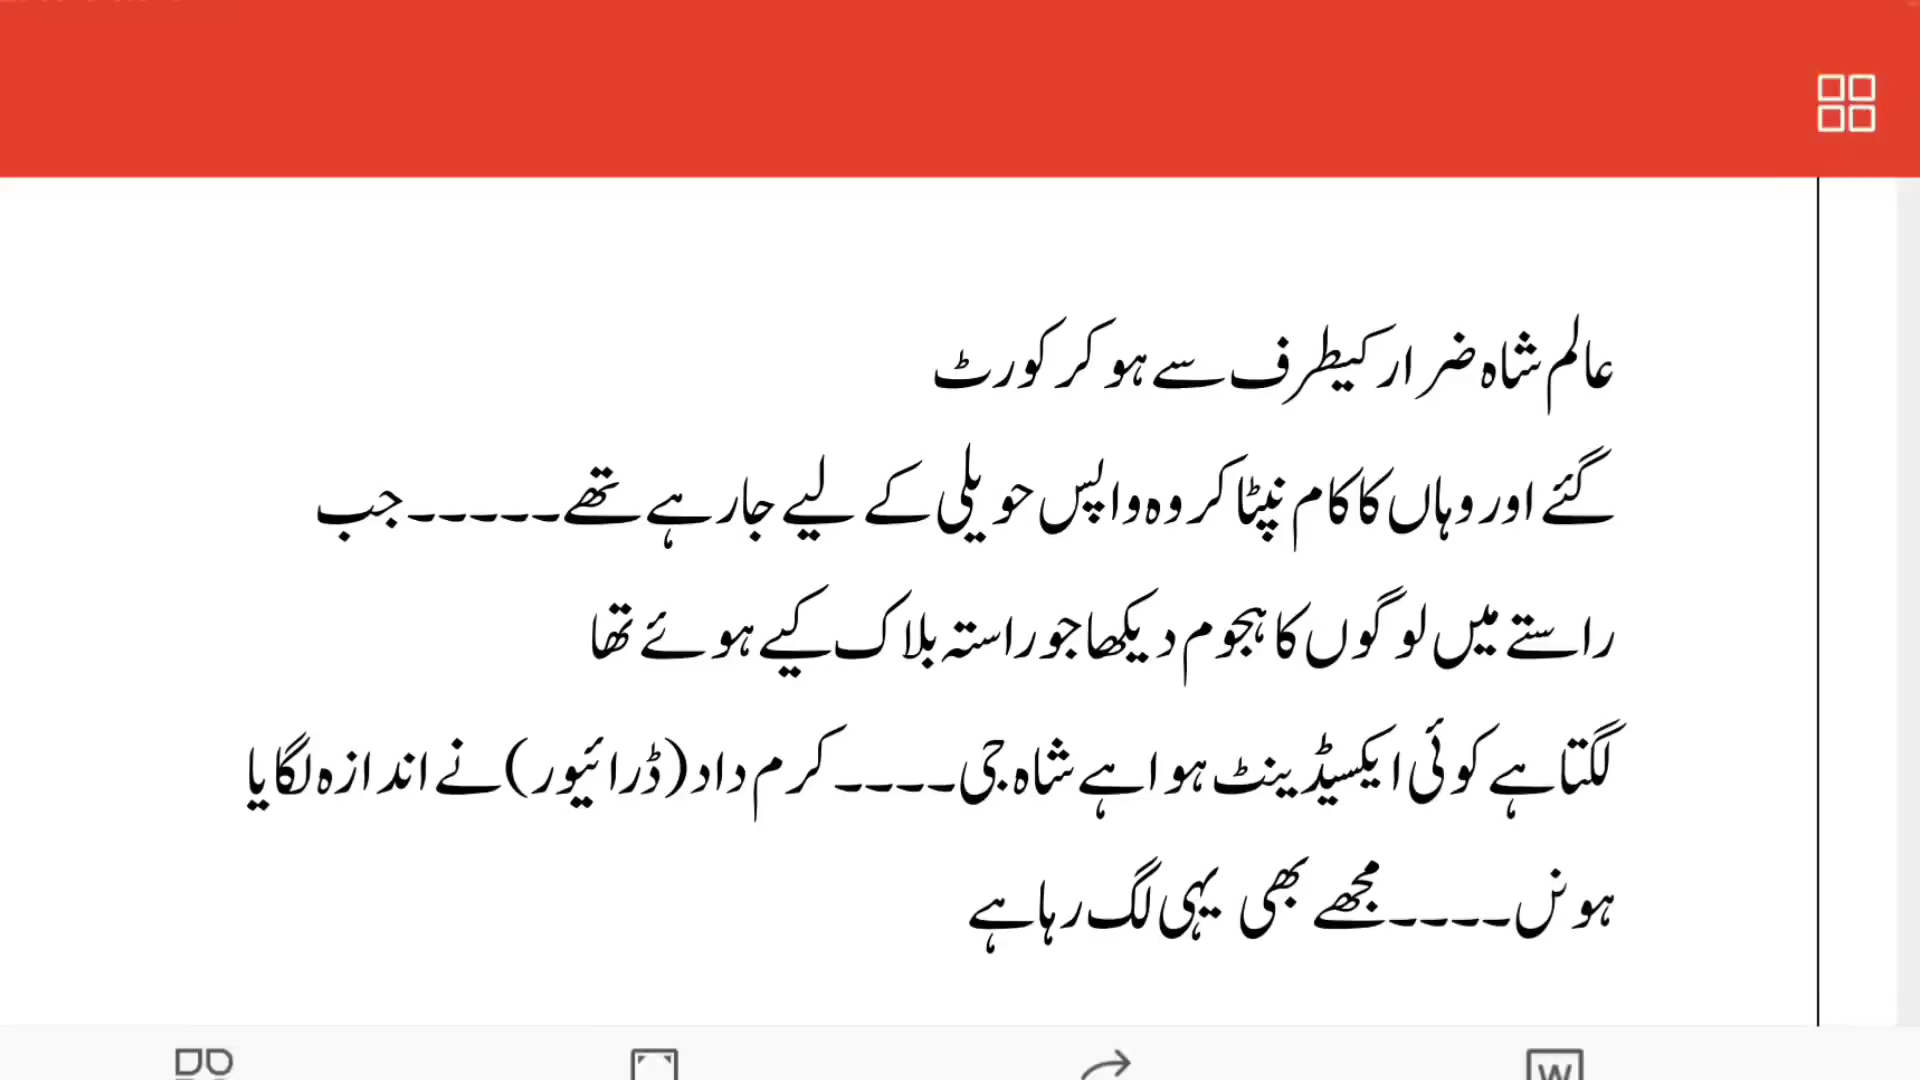 عالم شاہ ضرار کیطرف سے ہو کر کورٹ
گئے اور وہاں کا کام نپٹا کر وہ واپس حویلی کے لیے جا رہے تھے۔۔۔۔۔ جب
راستے میں لوگوں کا ہجوم دیکھا جو راستہ بلاک کیے ہوئے تھا
لگتا ہے کوئی ایکسیڈینٹ ہوا ہے شاہ جی۔۔۔۔ کرم داد (ڈرائیور) نے اندازہ لگایا
ہونں۔۔۔۔ مجھے بھی یہی لگ رہا ہے
W